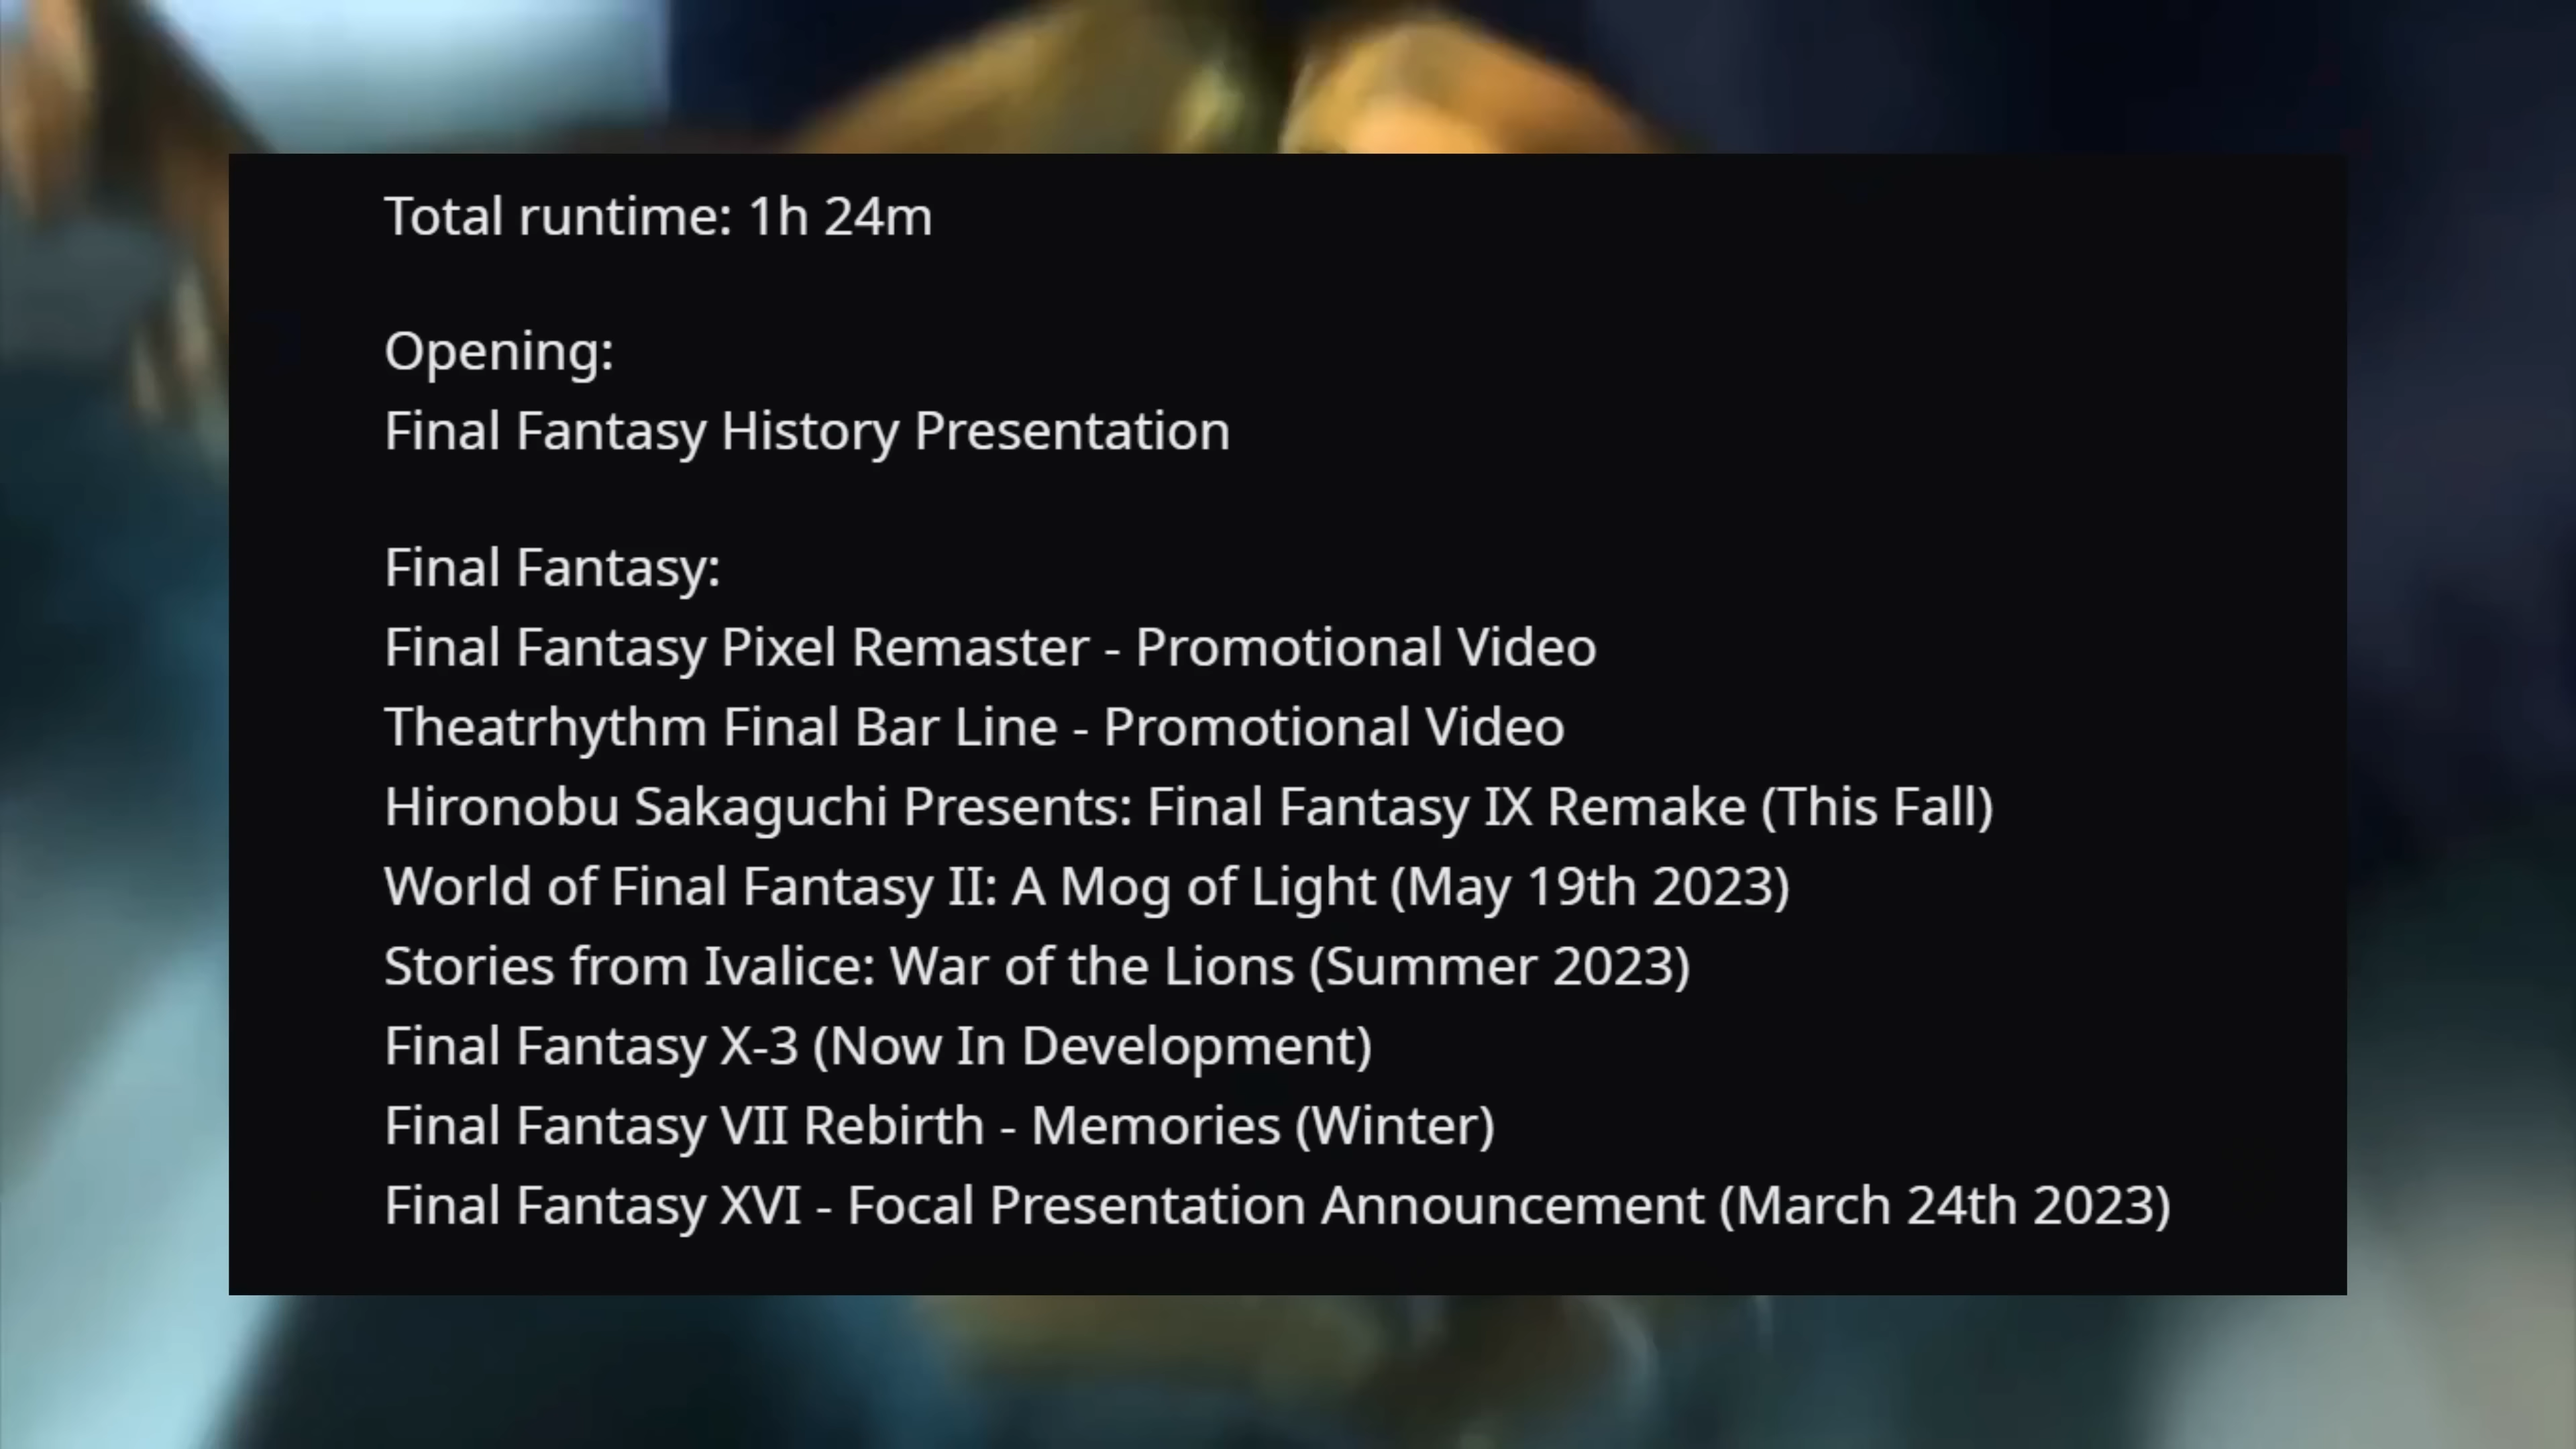 Total runtime: 1h 24m
Opening:
Final Fantasy History Presentation
Final Fantasy:
Final Fantasy Pixel Remaster - Promotional Video
Theatrhythm Final Bar Line - Promotional Video
Hironobu Sakaguchi Presents: Final Fantasy IX Remake (This Fall)
World of Final Fantasy II: A Mog of Light (May 19th 2023)
Stories from Ivalice: War of the Lions (Summer 2023)
Final Fantasy X-3 (Now In Development)
Final Fantasy VII Rebirth - Memories (Winter)
Final Fantasy XVI - Focal Presentation Announcement (March 24th 2023)